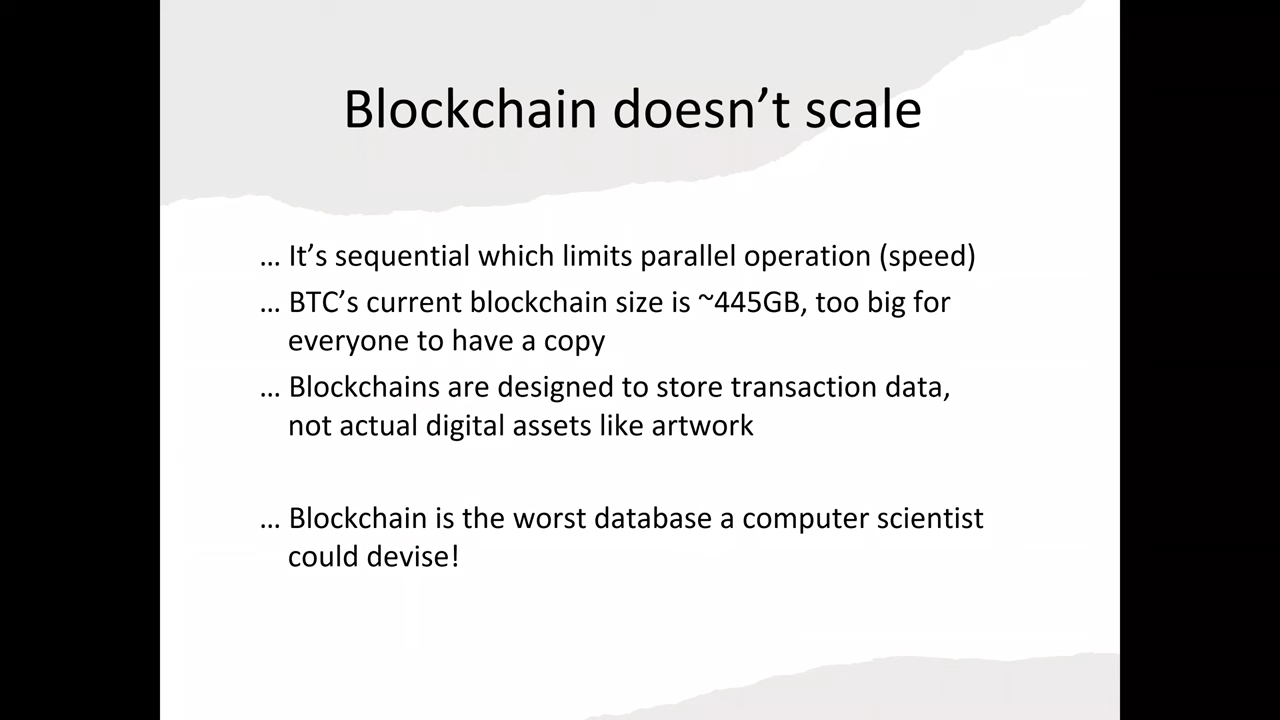 Blockchain doesn’t scale
… It’s sequential which limits parallel operation (speed)
… BTC’s current blockchain size is ~445GB, too big for
everyone to have a copy
… Blockchains are designed to store transaction data,
not actual digital assets like artwork
… Blockchain is the worst database a computer scientist
could devise!